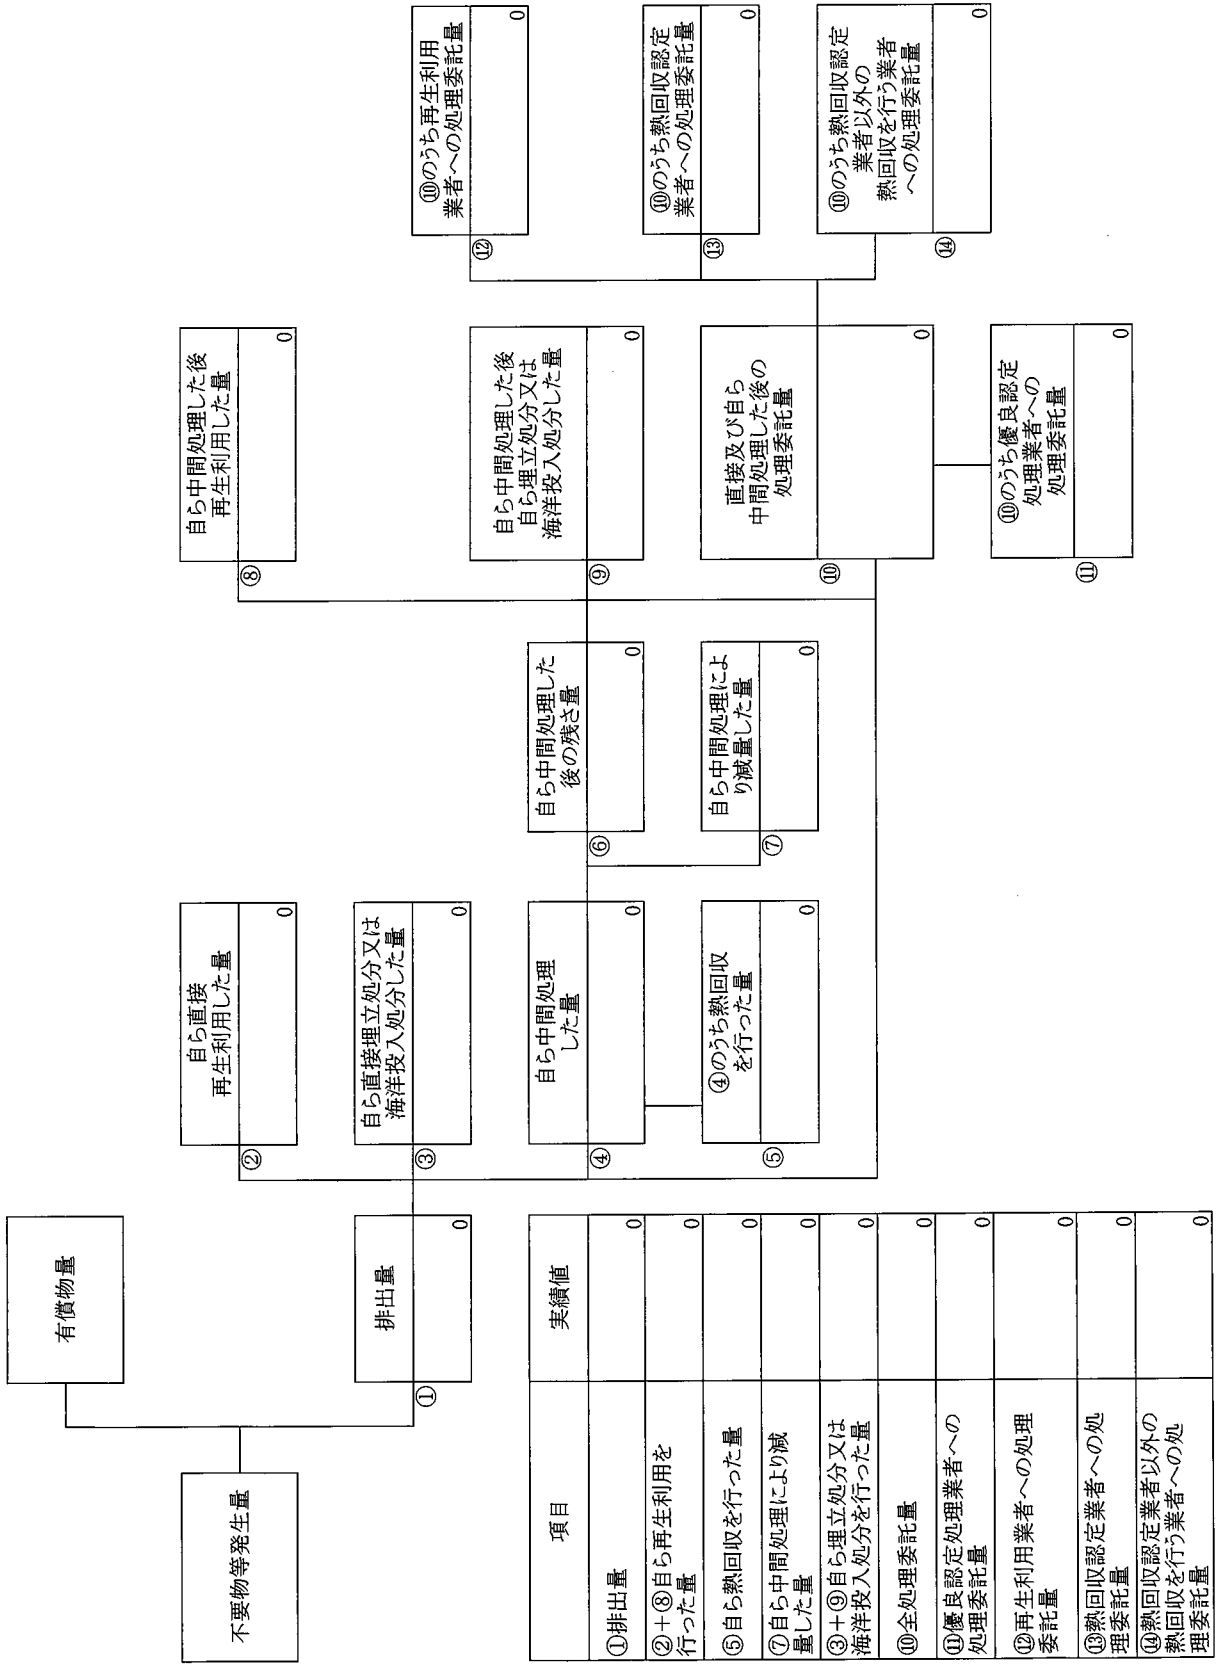 不要物等発生量
有償物量
排出量
①
0
自ら直接
再生利用した量
②
0
自ら直接埋立処分又は
海洋投入処分した量
③
0
自ら中間処理
した量
④
0
④のうち熱回収
を行った量
⑤
0
自ら中間処理した
後の残さ量
⑥
0
自ら中間処理によ
り減量した量
⑦
0
自ら中間処理した後
再生利用した量
⑧
0
自ら中間処理した後
自ら埋立処分又は
海洋投入処分した量
⑨
0
直接及び自ら
中間処理した後の
処理委託量
⑩
0
⑩のうち優良認定
処理業者への
処理委託量
⑪
0
⑩のうち再生利用
業者への処理委託量
⑫
0
⑩のうち熱回収認定
業者への処理委託量
⑬
0
⑩のうち熱回収認定
業者以外の
熱回収を行う業者
への処理委託量
⑭
0
項目
実績値
①排出量
0
②+⑧自ら再生利用を
行った量
0
⑤自ら熱回収を行った量
0
⑦自ら中間処理により減
量した量
0
③+⑨自ら埋立処分又は
海洋投入処分を行った量
0
⑩全処理委託量
0
⑪優良認定処理業者への
処理委託量
0
⑫再生利用業者への処理
委託量
0
⑬熱回収認定業者への処
理委託量
0
⑭熱回収認定業者以外の
熱回収を行う業者への処
理委託量
0